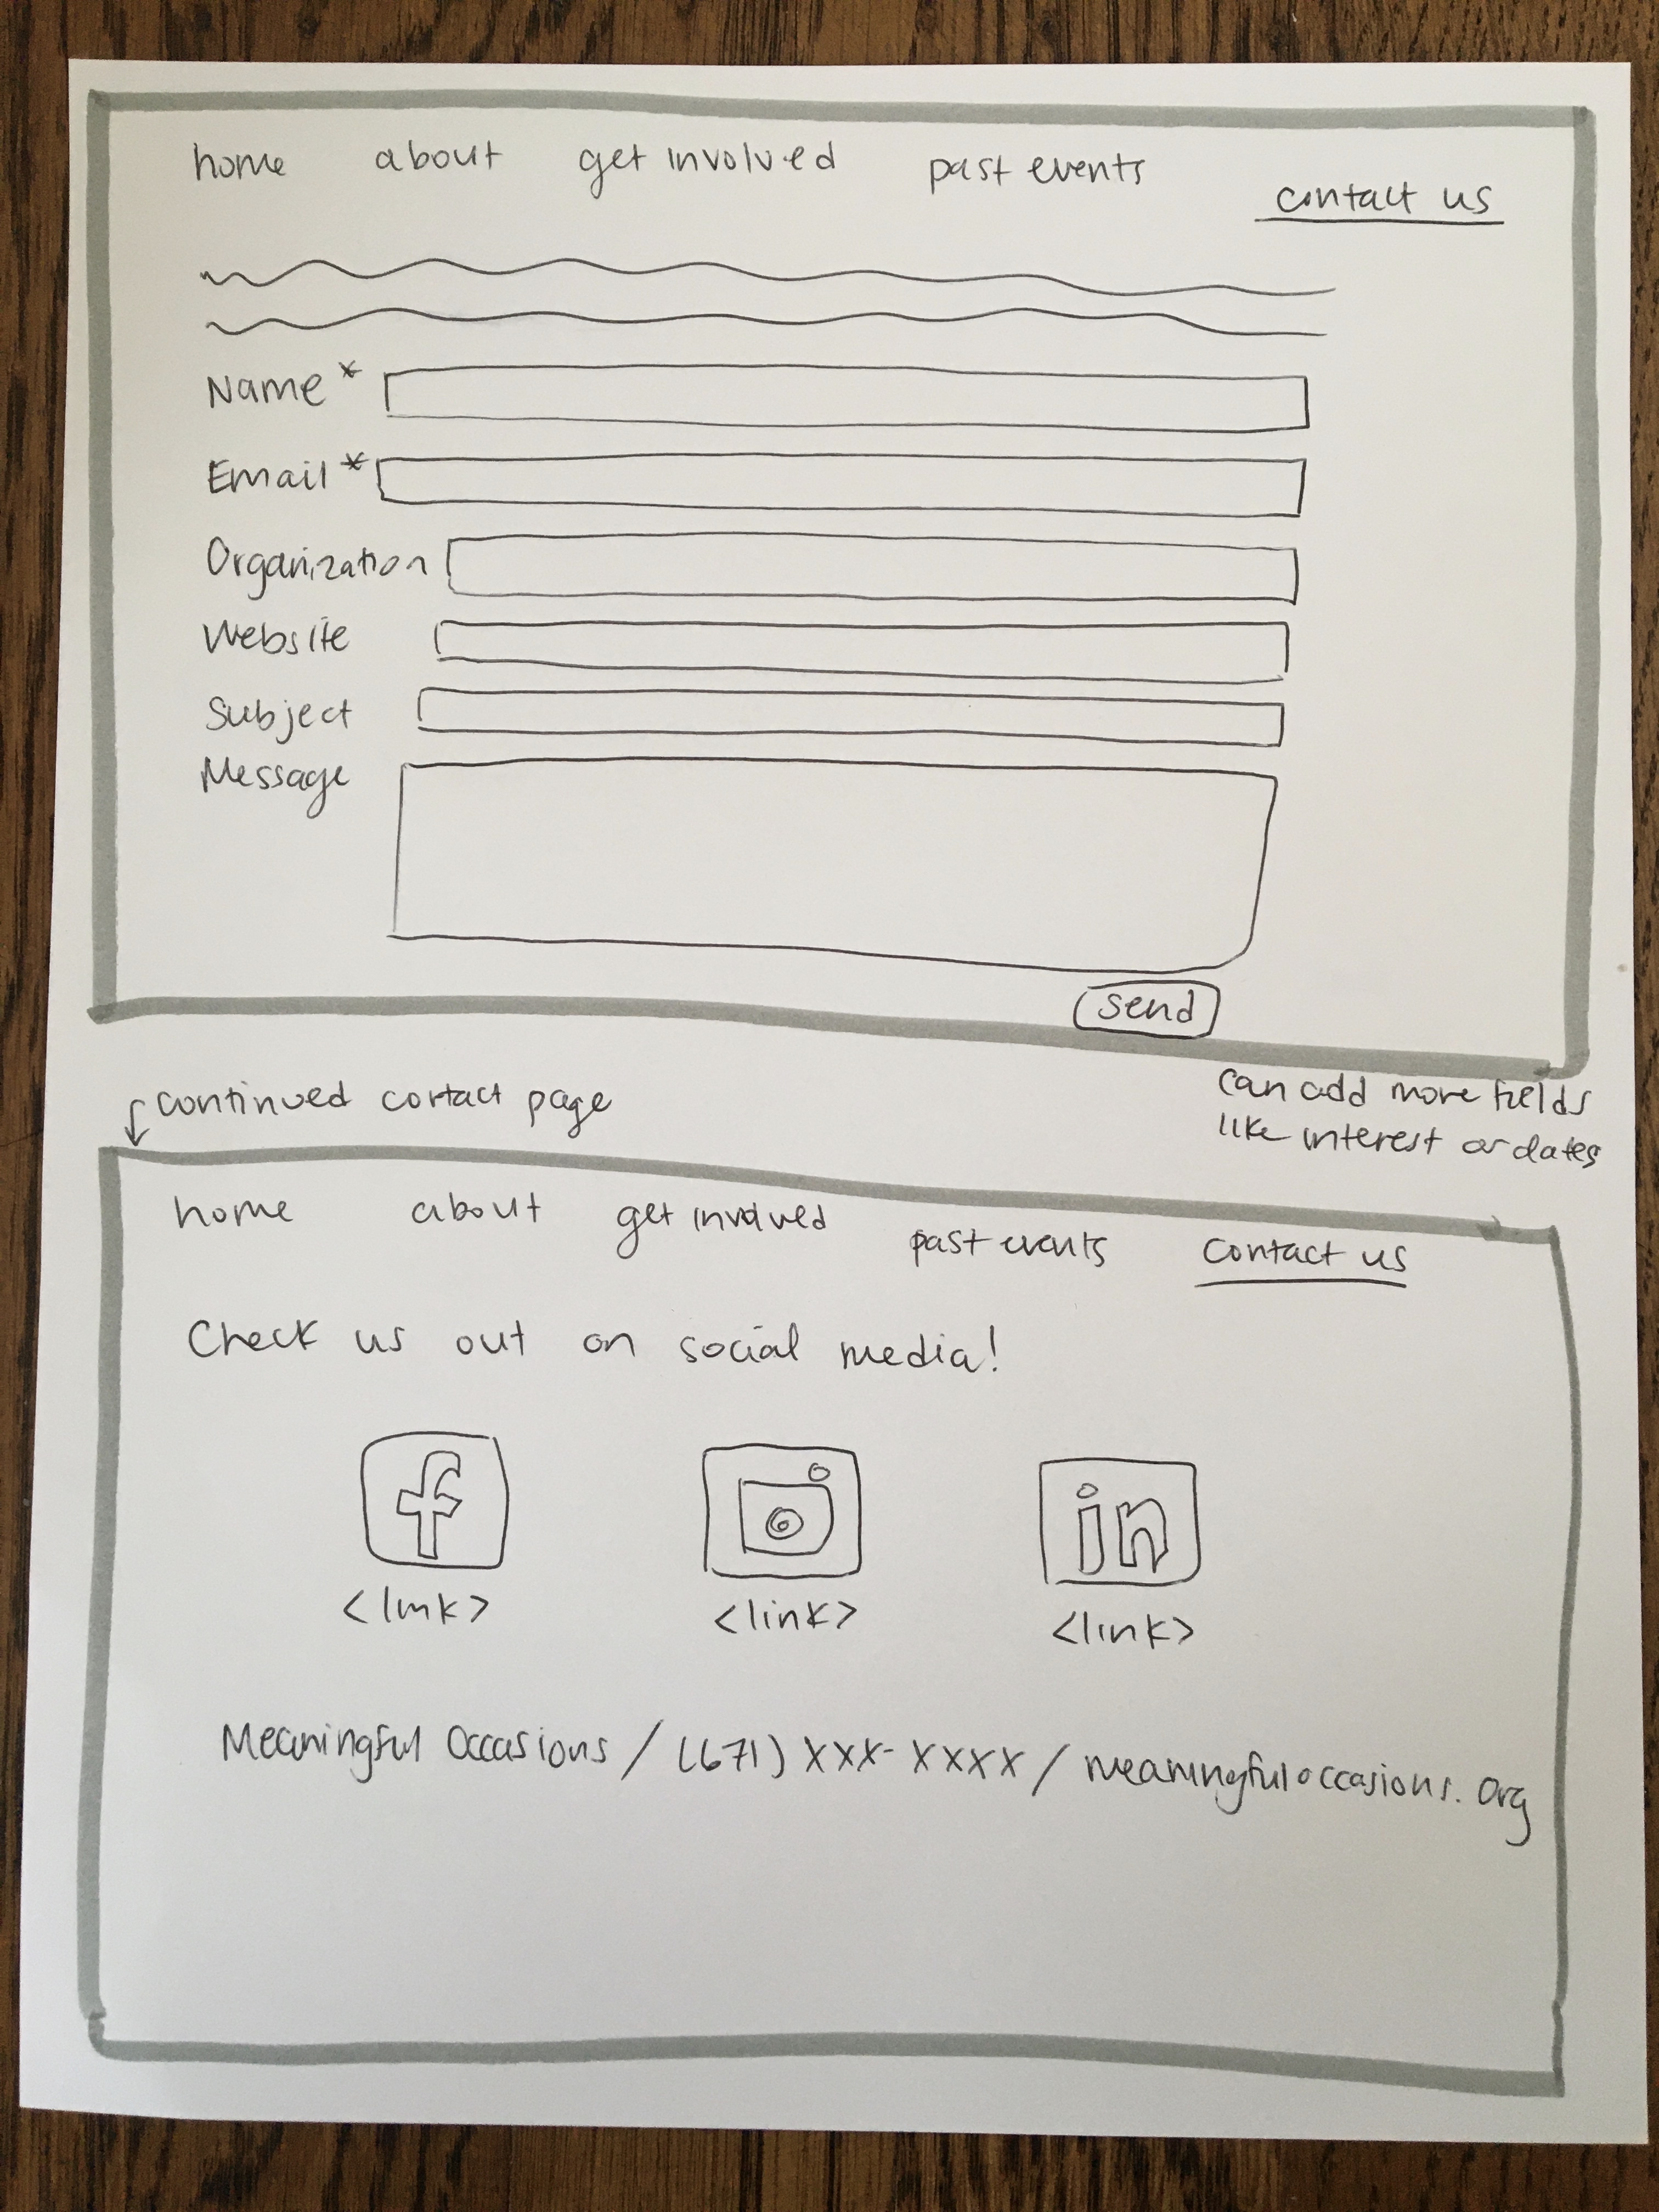 home about get involved past events contact us
Name *
Email *
Organization
Website
Subject
Message
send
continued contact page
can add more fields
like interest or dates
home about get involved past events contact us
Check us out on social media!
f in
<link> <link> <link>
Meaningful Occasions / (671) XXX-XXXX / meaningfuloccasions.org